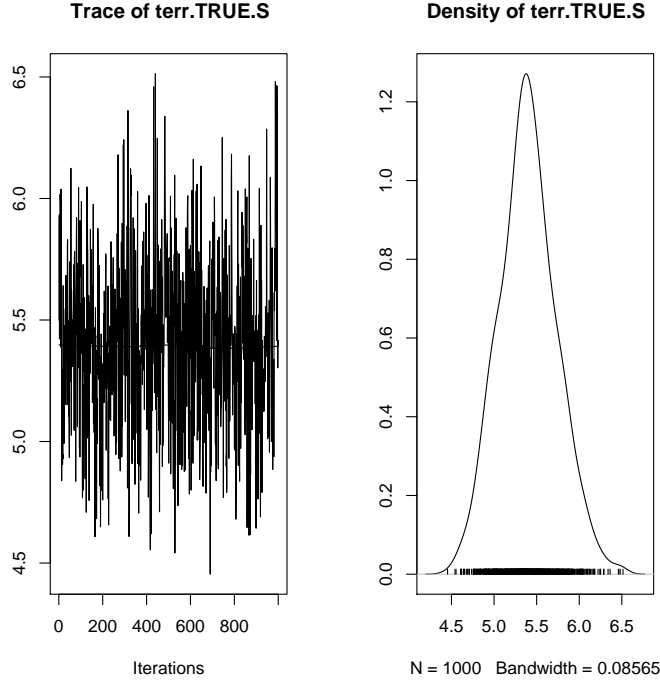 Trace of terr.TRUE.S
6.5
6.0
5.5
5.0
4.5
0 200 400 600 800
Iterations
Density of terr.TRUE.S
1.2
1.0
0.8
0.6
0.4
0.2
0.0
4.5 5.0 5.5 6.0 6.5
N = 1000 Bandwidth = 0.08565